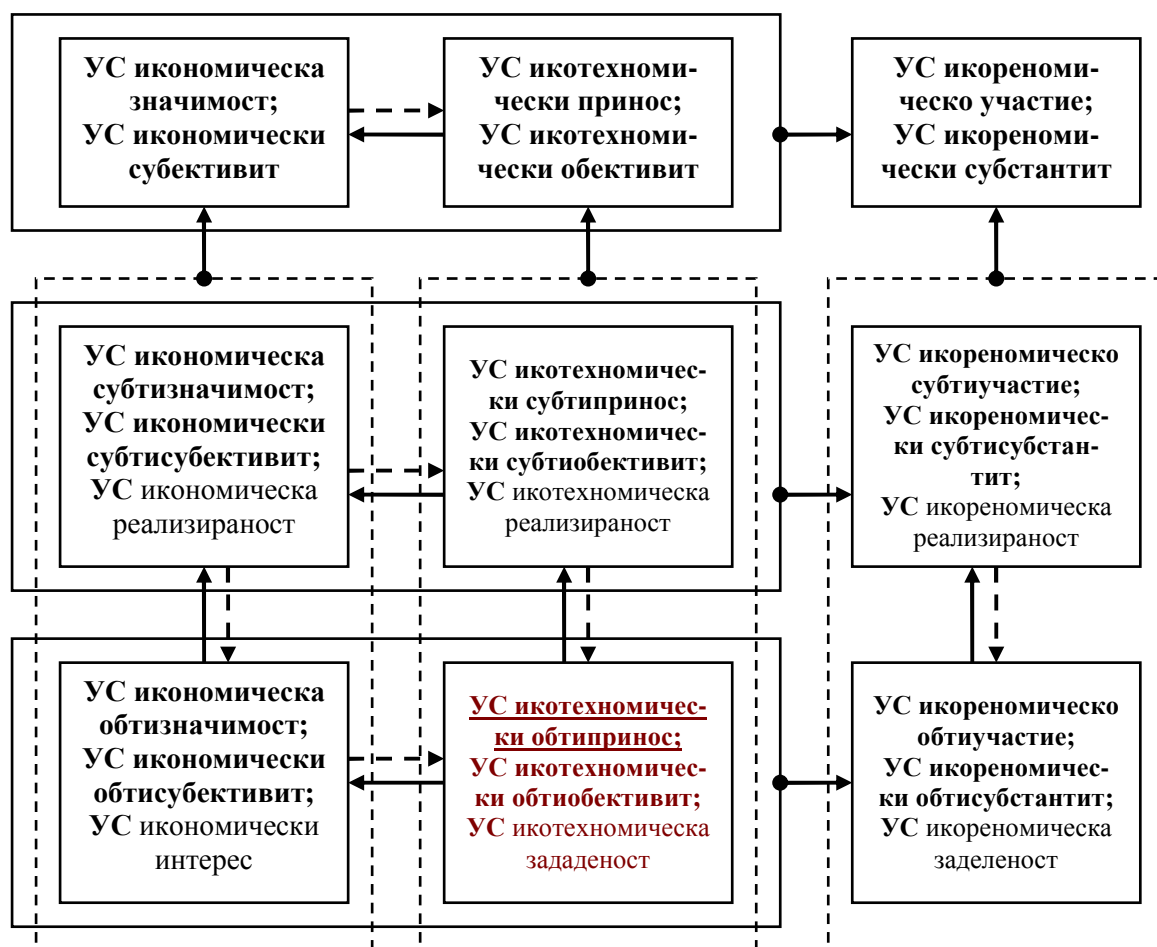 УС икономическа
значимост;
УС икономически
субективит
УС икотехноми-
чески принос;
УС икотехноми-
чески обективит
УС икореноми-
ческо участие;
УС икореноми-
чески субстантит
УС икономическа
субтизначимост;
УС икономически
субтисубективит;
УС икономическа
реализираност
УС икотехномичес-
ки субтипринос;
УС икотехномичес-
ки субтиобективит;
УС икотехномическа
реализираност
УС икореномическо
субтиучастие;
УС икореномичес-
ки субтисубстан-
тит;
УС икореномическа
реализираност
УС икономическа
обтизначимост;
УС икономически
обтисубективит;
УС икономически
интерес
УС икотехномичес-
ки обтипринос;
УС икотехномичес-
ки обтиобективит;
УС икотехномическа
зададеност
УС икореномическо
обтиучастие;
УС икореномичес-
ки обтисубстантит;
УС икореномическа
заделеност